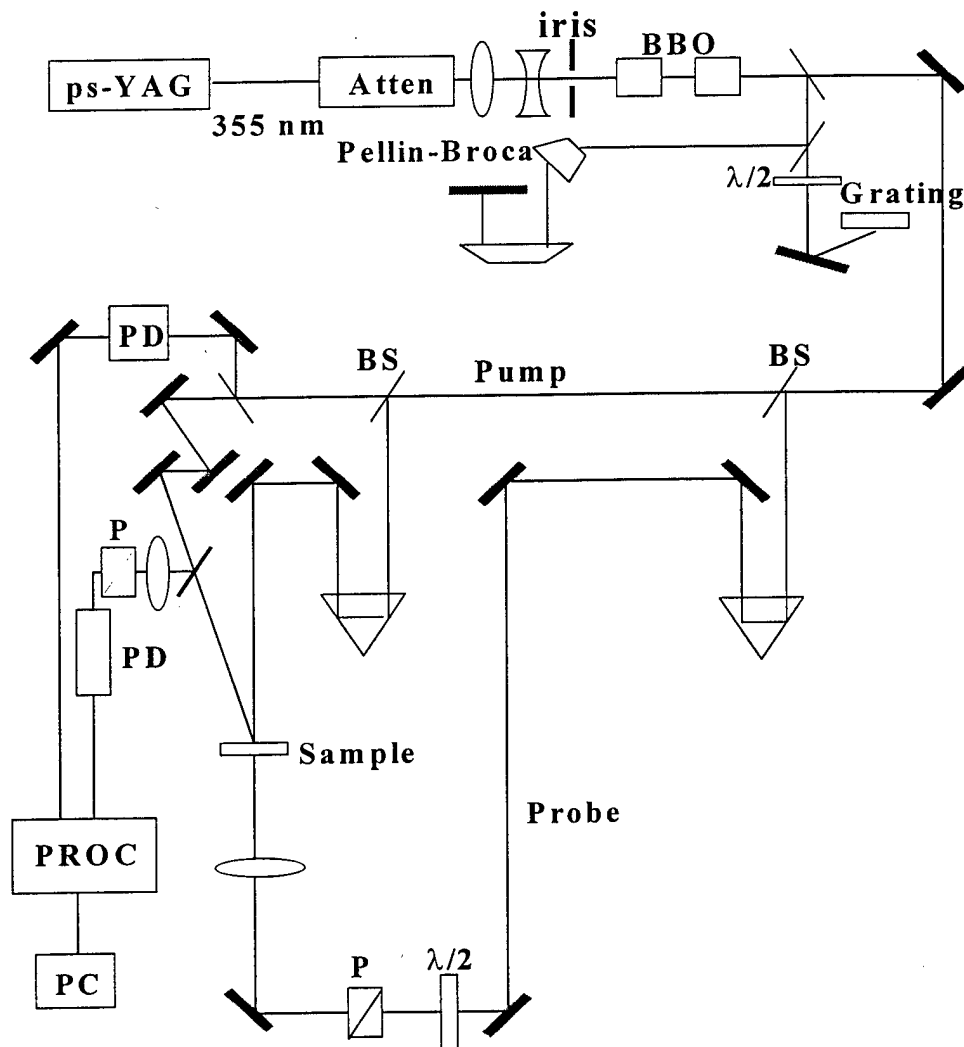 iris
BBO
ps-YAG
Atten
355 nm
Pellin-Broca
λ/2
Grating
PD
BS
Pump
BS
P
PD
Sample
Probe
PROC
λ/2
P
PC